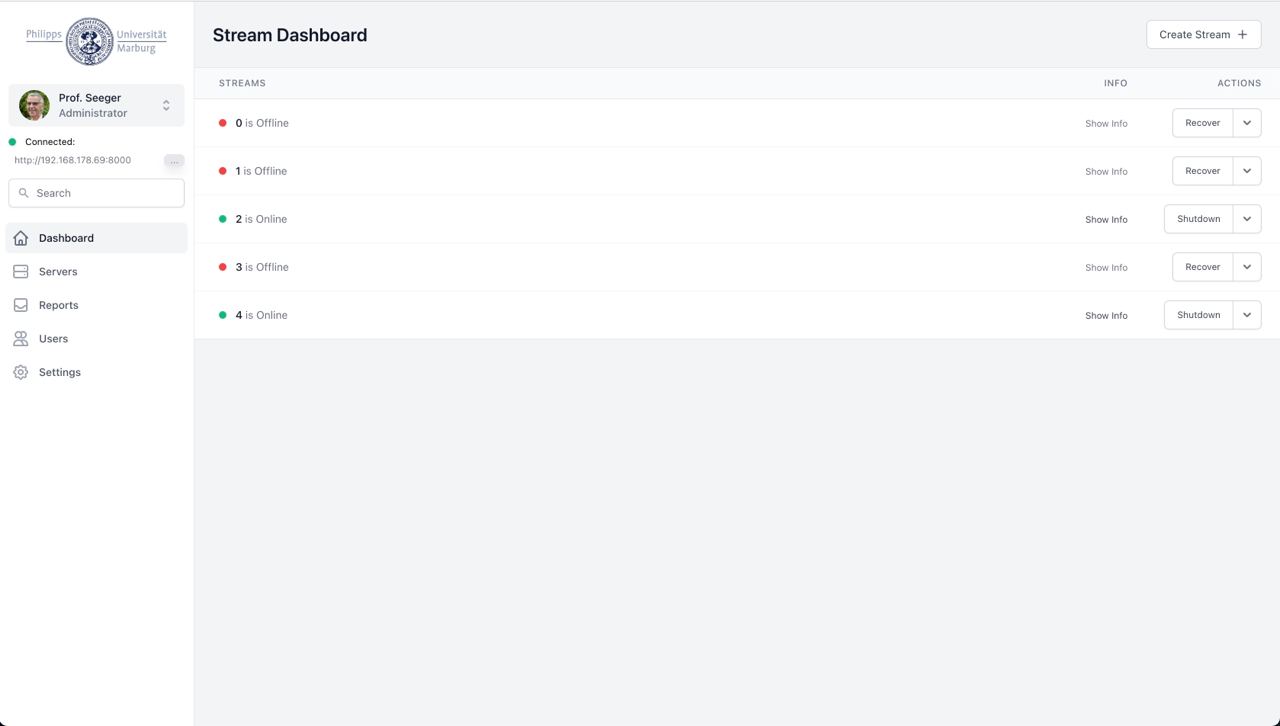 Philipps Universität
Marburg
Prof. Seeger
Administrator
Connected:
http://192.168.178.69:8000
...
Search
Dashboard
Servers
Reports
Users
Settings
Stream Dashboard
Create Stream
STREAMS INFO ACTIONS
0 is Offline Show Info Recover
1 is Offline Show Info Recover
2 is Online Show Info Shutdown
3 is Offline Show Info Recover
4 is Online Show Info Shutdown